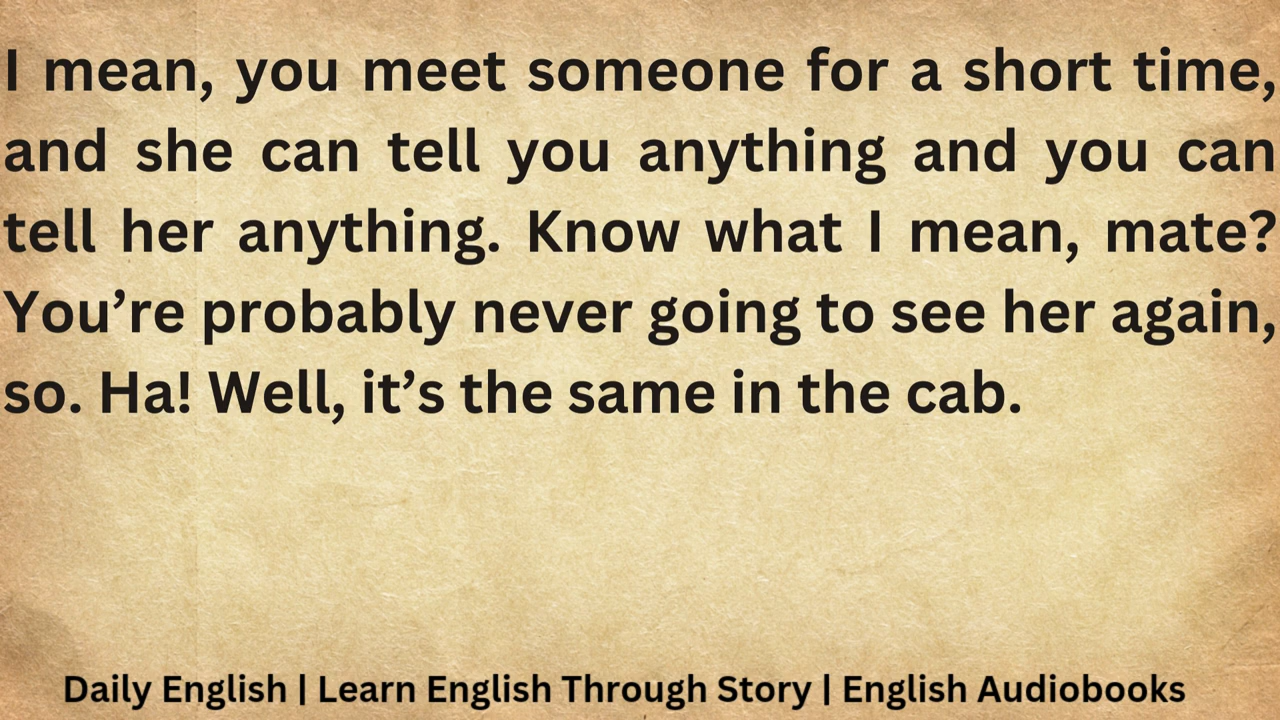 I mean, you meet someone for a short time,
and she can tell you anything and you can
tell her anything. Know what I mean, mate?
You’re probably never going to see her again,
so. Ha! Well, it’s the same in the cab.
Daily English | Learn English Through Story | English Audiobooks